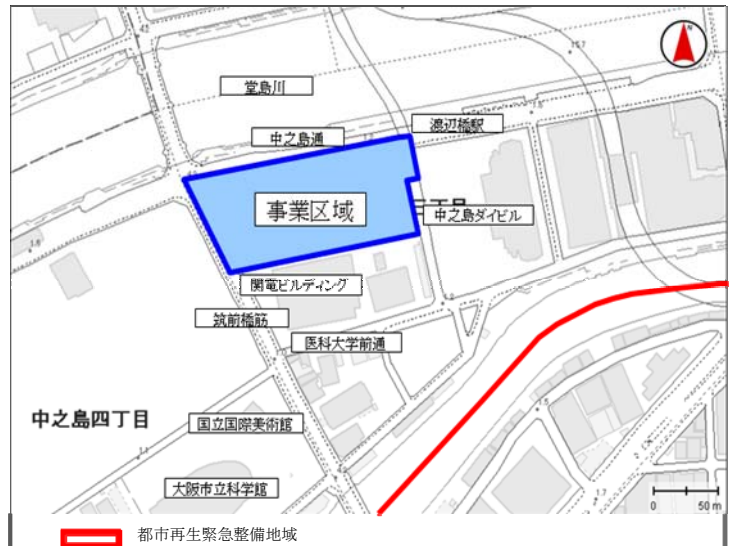 堂島川
中之島通
渡辺橋駅
事業区域
中之島ダイビル
関電ビルディング
筑前橋筋
医科大学前通
中之島四丁目
国立国際美術館
大阪市立科学館
0 50 m
都市再生緊急整備地域